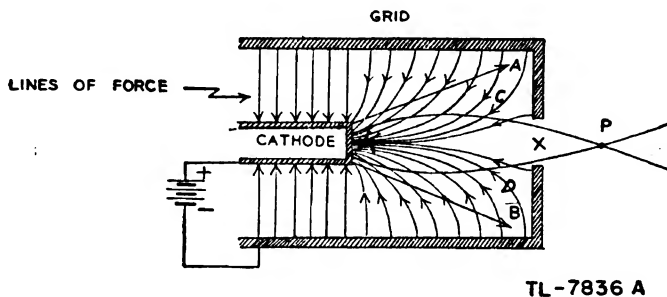 GRID
LINES OF FORCE
A
C
CATHODE
X
P
D
B
+
-
-
TL-7836 A